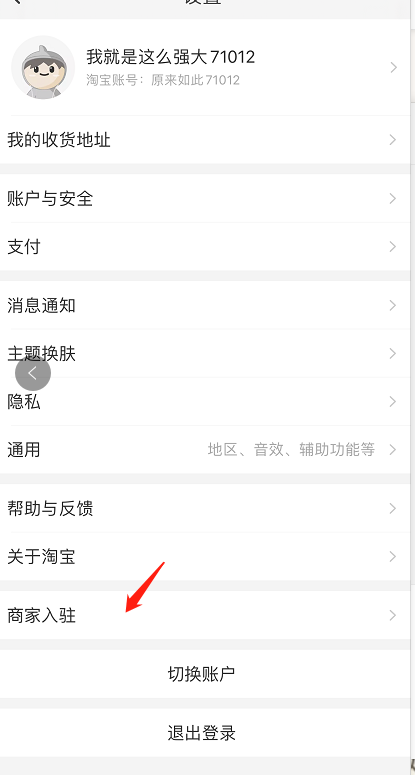 设置
我就是这么强大71012
淘宝账号：原来如此71012
我的收货地址
账户与安全
支付
消息通知
主题换肤
隐私
通用 地区、音效、辅助功能等
帮助与反馈
关于淘宝
商家入驻
切换账户
退出登录